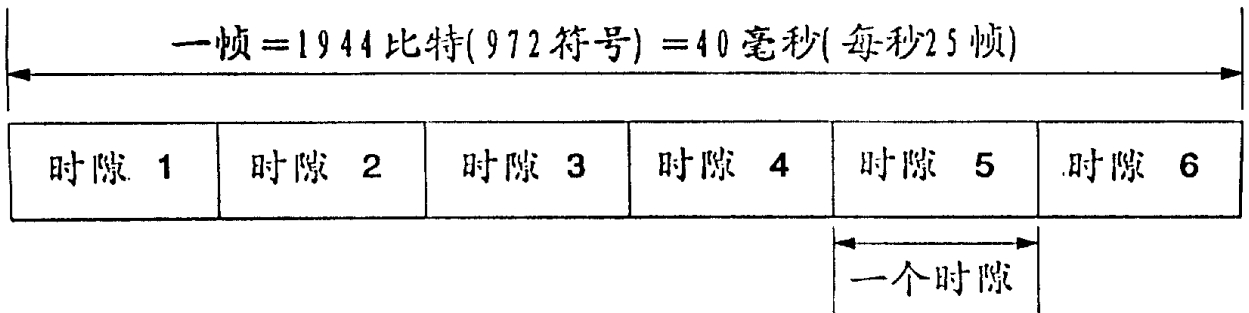 一帧=1944比特(972符号)=40毫秒(每秒25帧)
时隙 1 时隙 2 时隙 3 时隙 4 时隙 5 时隙 6
一个时隙